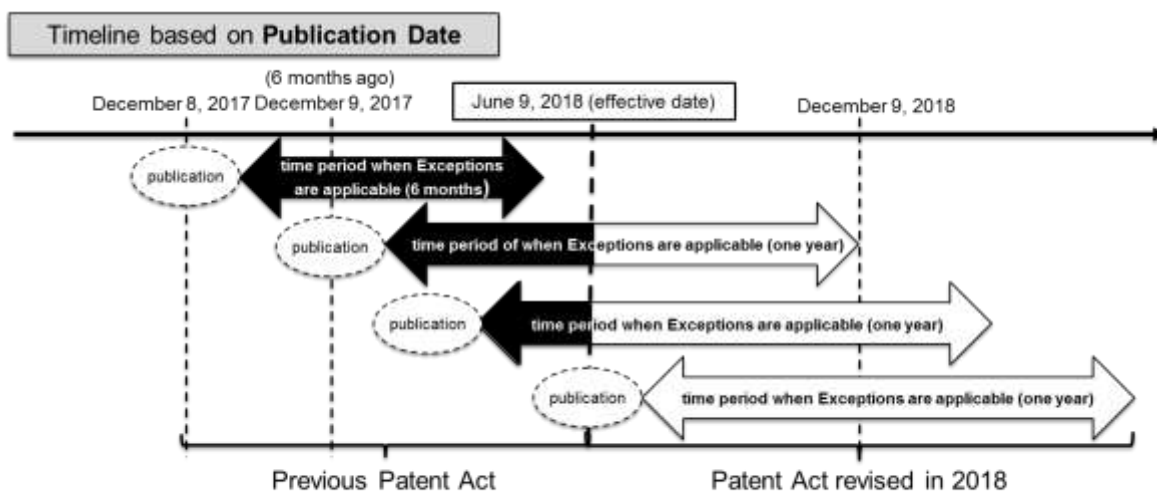 Timeline based on Publication Date
(6 months ago)
December 8, 2017 December 9, 2017
June 9, 2018 (effective date)
December 9, 2018
publication
time period when Exceptions
are applicable (6 months)
publication
time period of when Exceptions are applicable (one year)
publication
time period when Exceptions are applicable (one year)
publication
time period when Exceptions are applicable (one year)
Previous Patent Act
Patent Act revised in 2018